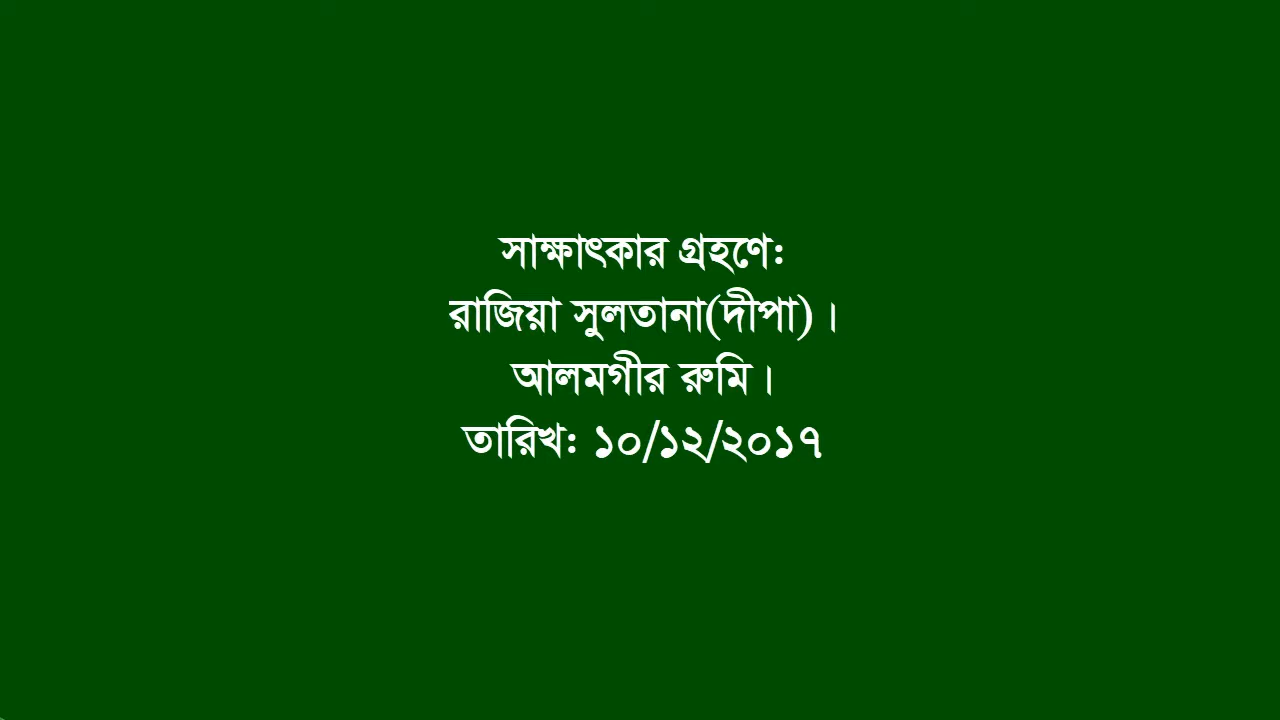 সাক্ষাৎকার গ্রহণে:
রাজিয়া সুলতানা(দীপা)।
আলমগীর রুমি।
তারিখ: ১০/১২/২০১৭